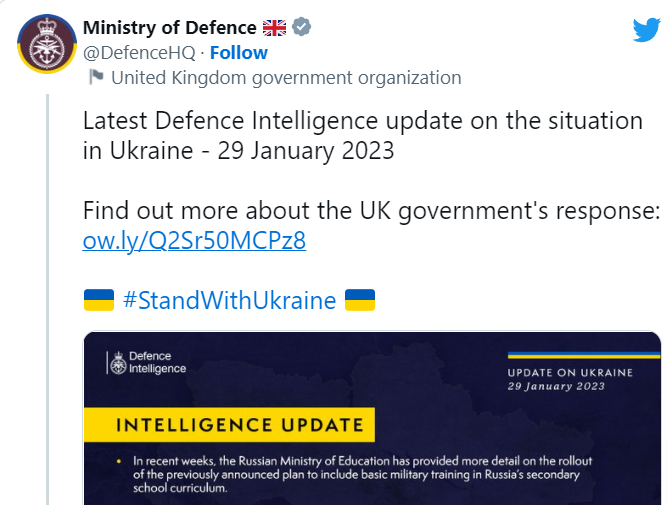 Ministry of Defence 🇬🇧
@DefenceHQ · Follow
United Kingdom government organization
Latest Defence Intelligence update on the situation
in Ukraine - 29 January 2023
Find out more about the UK government's response:
ow.ly/Q2Sr50MCPz8
🇺🇦 #StandWithUkraine 🇺🇦
Defence
Intelligence
UPDATE ON UKRAINE
29 January 2023
INTELLIGENCE UPDATE
• In recent weeks, the Russian Ministry of Education has provided more detail on the rollout
of the previously announced plan to include basic military training in Russia's secondary
school curriculum.